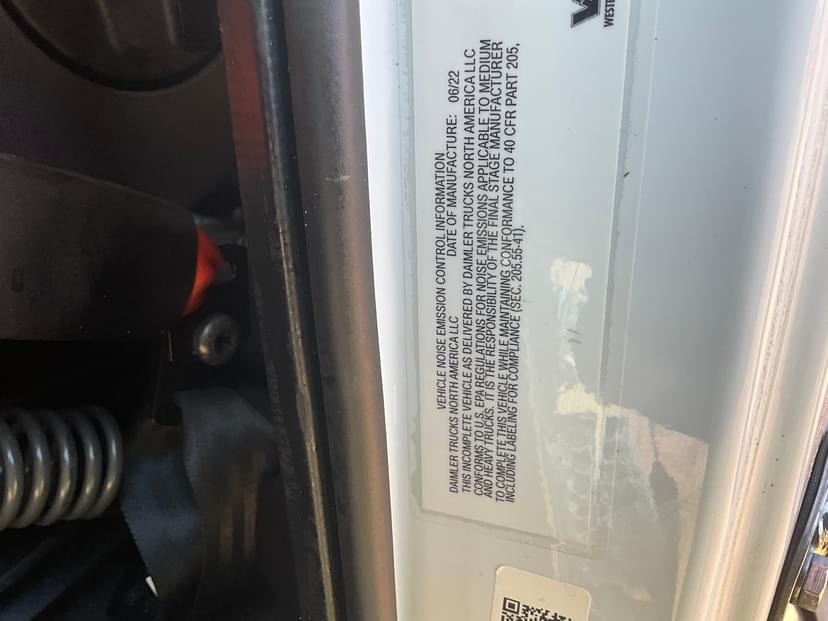 VEHICLE NOISE EMISSION CONTROL INFORMATION
DAIMLER TRUCKS NORTH AMERICA LLC DATE OF MANUFACTURE: 06/22
THIS INCOMPLETE VEHICLE AS DELIVERED BY DAIMLER TRUCKS NORTH AMERICA LLC
CONFORMS TO U.S. EPA REGULATIONS FOR NOISE EMISSIONS APPLICABLE TO MEDIUM
AND HEAVY TRUCKS. IT IS THE RESPONSIBILITY OF THE FINAL STAGE MANUFACTURER
TO COMPLETE THIS VEHICLE WHILE MAINTAINING CONFORMANCE TO 40 CFR PART 205,
INCLUDING LABELING FOR COMPLIANCE (SEC. 205.55-41).
WESTE